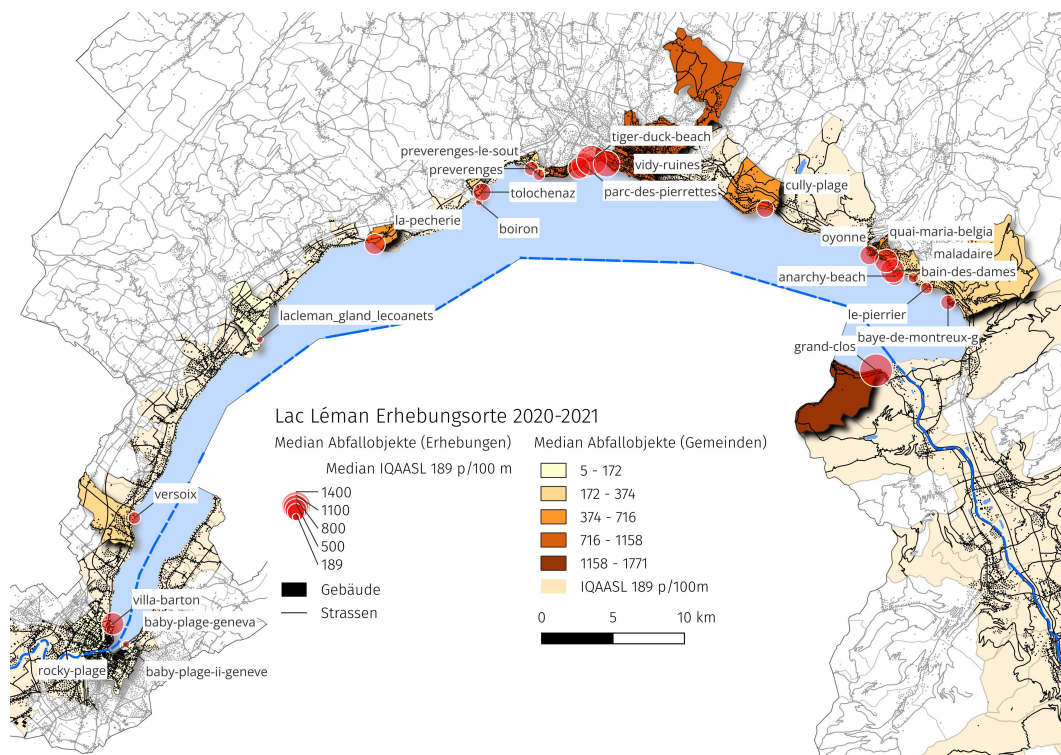 tiger-duck-beach
preverenges-le-sout
vidy-ruines
preverenges
cully-plage
tolochenaz
parc-des-pierrettes
la-pecherie
boiron
quai-maria-belgia
oyonne
maladaire
anarchy-beach
bain-des-dames
le-pierrier
lacleman_gland_lecoanets
baye-de-montreux-g
grand-clos
Lac Léman Erhebungsorte 2020-2021
Median Abfallobjekte (Erhebungen)
Median IQAASL 189 p/100 m
1400
1100
800
500
189
Gebäude
Strassen
Median Abfallobjekte (Gemeinden)
5 - 172
172 - 374
374 - 716
716 - 1158
1158 - 1771
IQAASL 189 p/100m
0 5 10 km
versoix
villa-barton
baby-plage-geneva
rocky-plage
baby-plage-ii-geneve